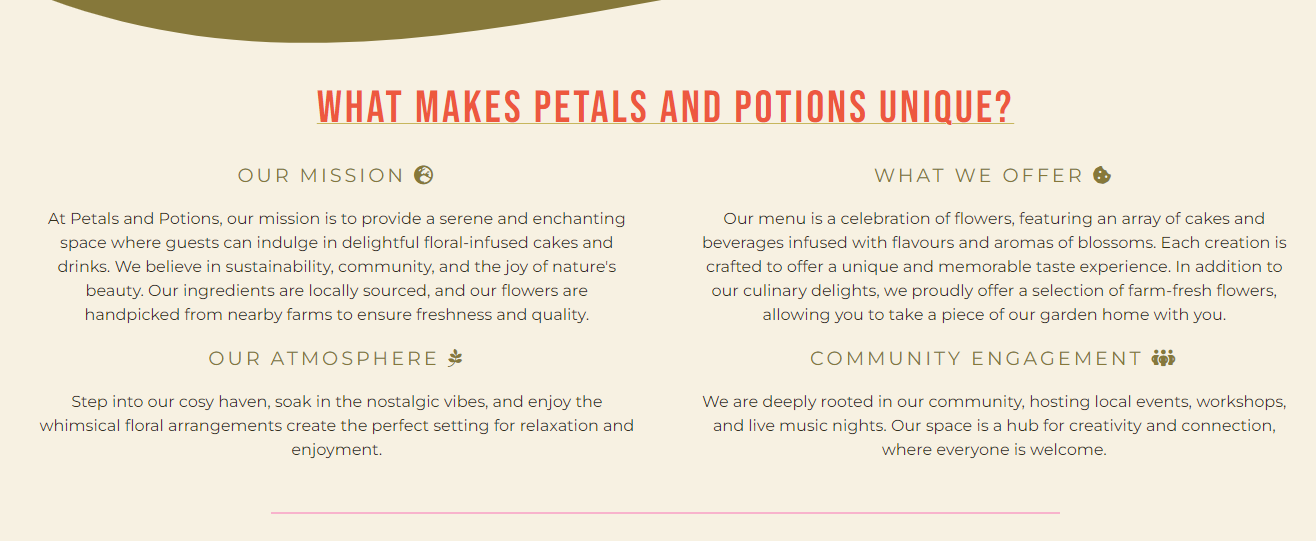 WHAT MAKES PETALS AND POTIONS UNIQUE?
OUR MISSION
At Petals and Potions, our mission is to provide a serene and enchanting
space where guests can indulge in delightful floral-infused cakes and
drinks. We believe in sustainability, community, and the joy of nature's
beauty. Our ingredients are locally sourced, and our flowers are
handpicked from nearby farms to ensure freshness and quality.
WHAT WE OFFER
Our menu is a celebration of flowers, featuring an array of cakes and
beverages infused with flavours and aromas of blossoms. Each creation is
crafted to offer a unique and memorable taste experience. In addition to
our culinary delights, we proudly offer a selection of farm-fresh flowers,
allowing you to take a piece of our garden home with you.
OUR ATMOSPHERE
Step into our cosy haven, soak in the nostalgic vibes, and enjoy the
whimsical floral arrangements create the perfect setting for relaxation and
enjoyment.
COMMUNITY ENGAGEMENT
We are deeply rooted in our community, hosting local events, workshops,
and live music nights. Our space is a hub for creativity and connection,
where everyone is welcome.